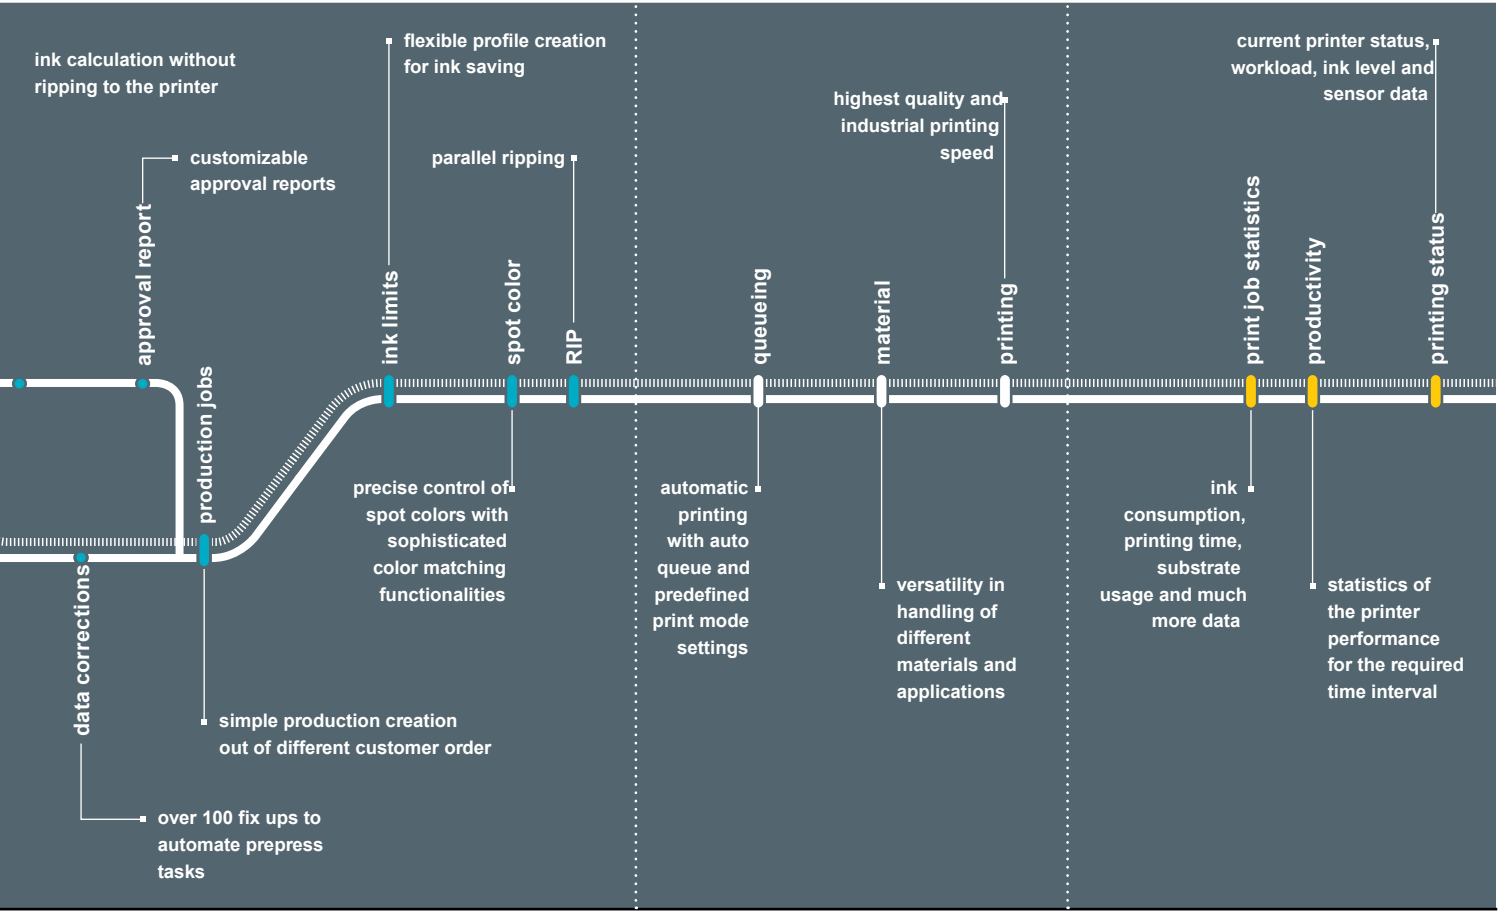 ink calculation without
ripping to the printer
customizable
approval reports
approval report
production jobs
data corrections
simple production creation
out of different customer order
over 100 fix ups to
automate prepress
tasks
flexible profile creation
for ink saving
ink limits
parallel ripping
spot color
RIP
precise control of
spot colors with
sophisticated
color matching
functionalities
queueing
automatic
printing
with auto
queue and
predefined
print mode
settings
material
versatility in
handling of
different
materials and
applications
highest quality and
industrial printing
speed
printing
print job statistics
ink
consumption,
printing time,
substrate
usage and much
more data
productivity
statistics of
the printer
performance
for the required
time interval
current printer status,
workload, ink level and
sensor data
printing status